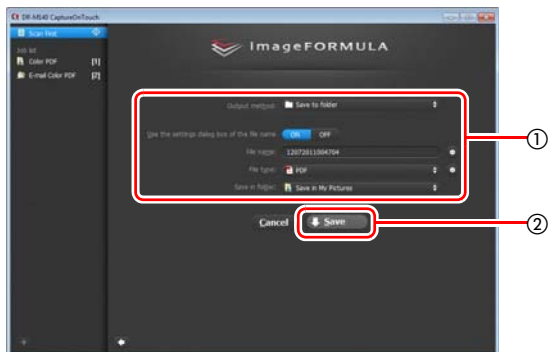 DR-M140 CaptureOnTouch
Scan First
Job list
Color PDF [1]
E-mail Color PDF [2]
imageFORMULA
Output method: Save to folder
Use the settings dialog box of the file name ON OFF
File name: 12072011004704
File type: PDF
Save in folder: Save in My Pictures
Cancel Save
①
②